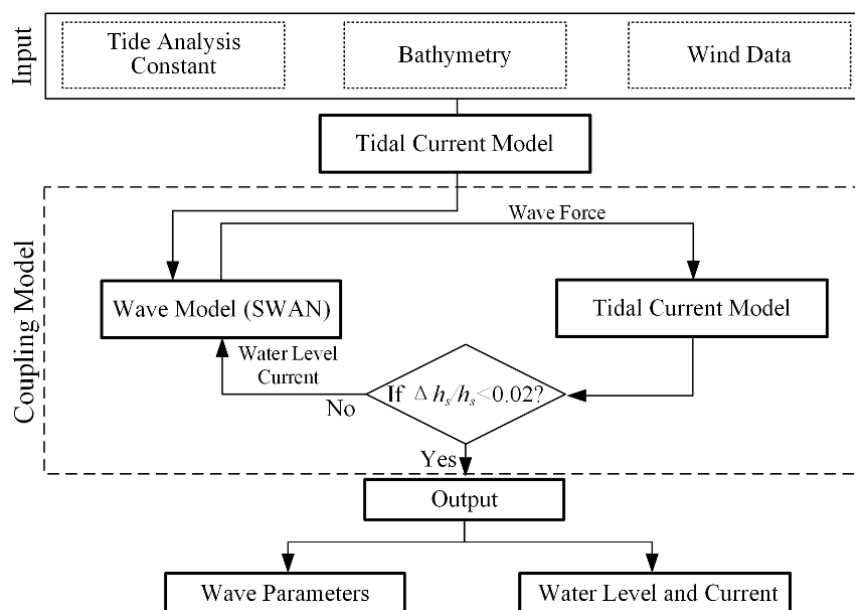 Input
Tide Analysis
Constant
Bathymetry
Wind Data
Tidal Current Model
Coupling Model
Wave Force
Wave Model (SWAN)
Tidal Current Model
Water Level
Current
If Δ hs/hs<0.02?
No
Yes
Output
Wave Parameters
Water Level and Current